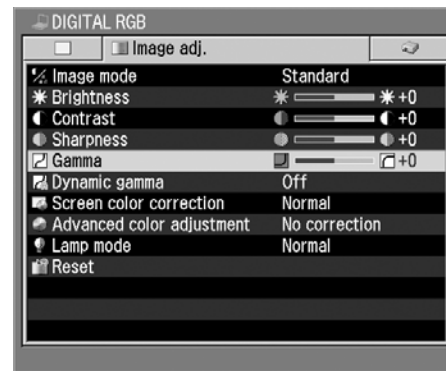 DIGITAL RGB
Image adj.
Image mode Standard
Brightness +0
Contrast +0
Sharpness +0
Gamma +0
Dynamic gamma Off
Screen color correction Normal
Advanced color adjustment No correction
Lamp mode Normal
Reset